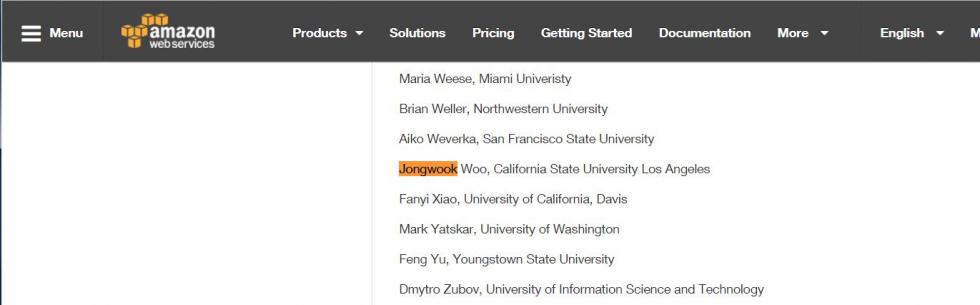 Menu
amazon
webservices
Products
Solutions
Pricing
Getting Started
Documentation
More
English
M
Maria Weese, Miami Univeristy
Brian Weller, Northwestern University
Aiko Weverka, San Francisco State University
Jongwook Woo, California State University Los Angeles
Fanyi Xiao, University of California, Davis
Mark Yatskar, University of Washington
Feng Yu, Youngstown State University
Dmytro Zubov, University of Information Science and Technology